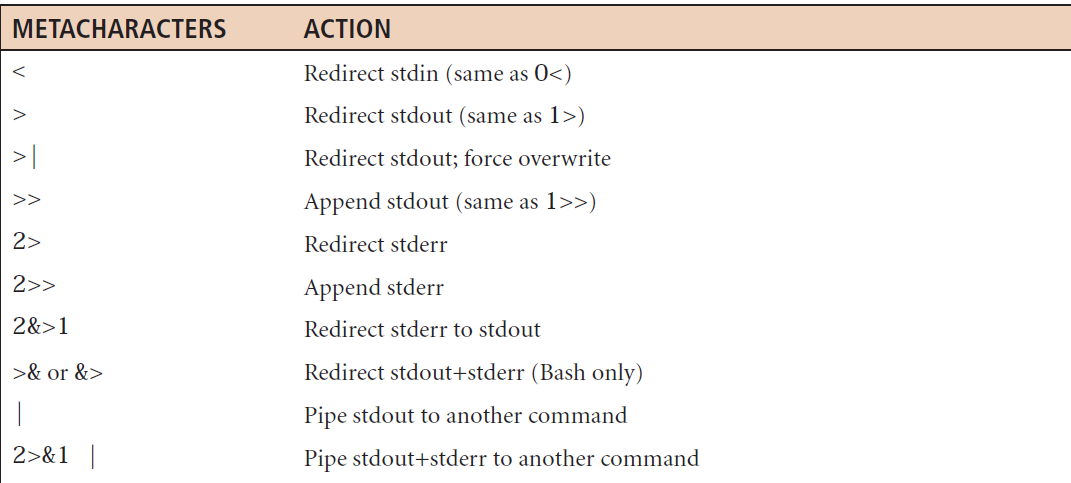 METACHARACTERS ACTION
< Redirect stdin (same as 0<)
> Redirect stdout (same as 1>)
>| Redirect stdout; force overwrite
>> Append stdout (same as 1>>)
2> Redirect stderr
2>> Append stderr
2&>1 Redirect stderr to stdout
>& or &> Redirect stdout+stderr (Bash only)
| Pipe stdout to another command
2>&1 | Pipe stdout+stderr to another command